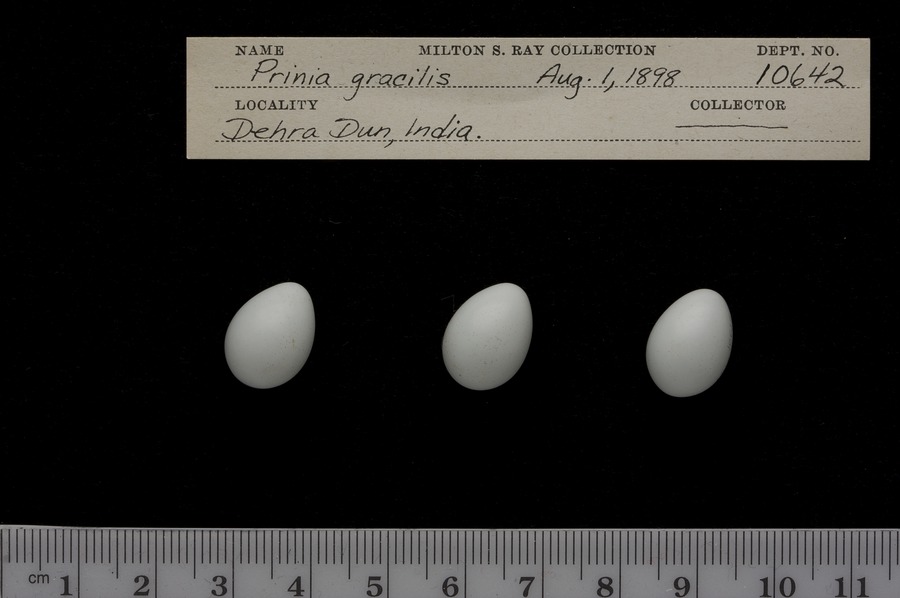 NAME MILTON S. RAY COLLECTION DEPT. NO.
Prinia gracilis Aug. 1, 1898 10642
LOCALITY COLLECTOR
Dehra Dun, India.
cm 1 2 3 4 5 6 7 8 9 10 11